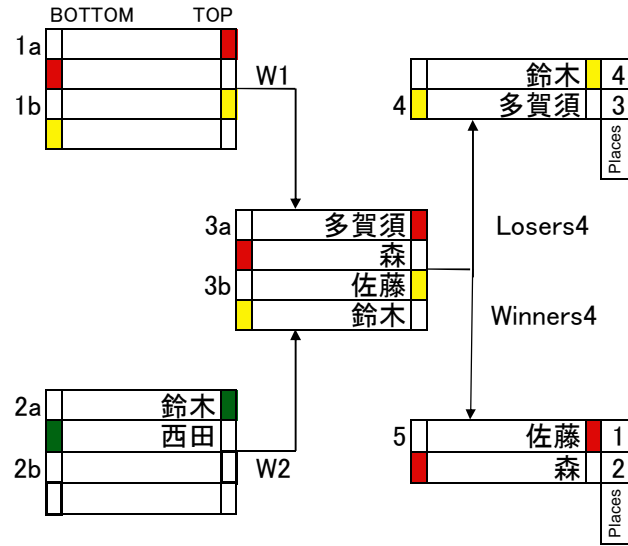 BOTTOM TOP
1a
W1
1b
鈴木 4
4 多賀須 3
Places
3a 多賀須
森
3b 佐藤
鈴木
Losers4
Winners4
2a 鈴木
西田
2b
W2
5 佐藤 1
森 2
Places